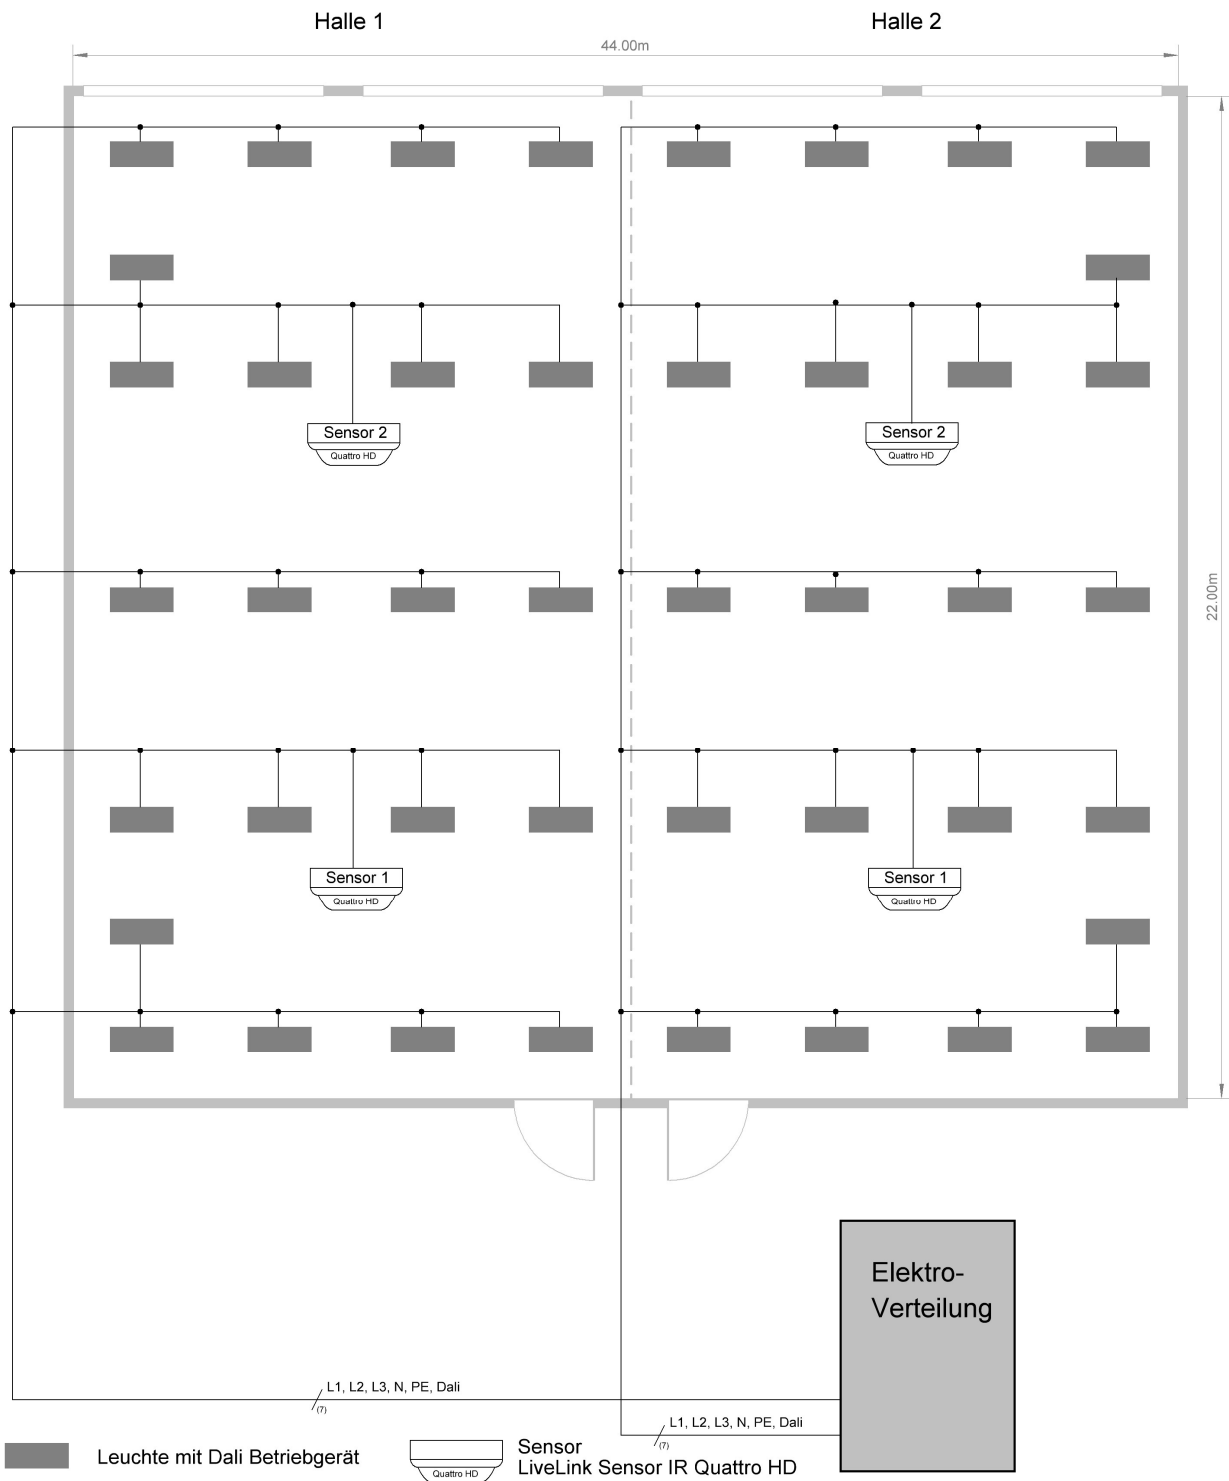 Halle 1
Halle 2
44.00m
22.00m
Sensor 2
Quattro HD
Sensor 2
Quattro HD
Sensor 1
Quattro HD
Sensor 1
Quattro HD
Elektro-
Verteilung
L1, L2, L3, N, PE, Dali
(7)
L1, L2, L3, N, PE, Dali
(7)
Leuchte mit Dali Betriebgerät
Quattro HD
Sensor
LiveLink Sensor IR Quattro HD